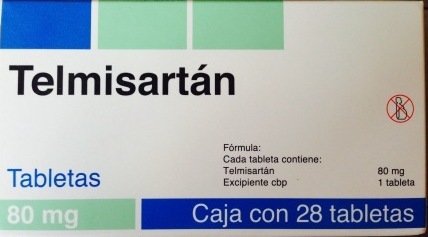 Telmisartán
Fórmula:
Cada tableta contiene:
Telmisartán 80 mg
Excipiente cbp 1 tableta
Tabletas
80 mg
Caja con 28 tabletas